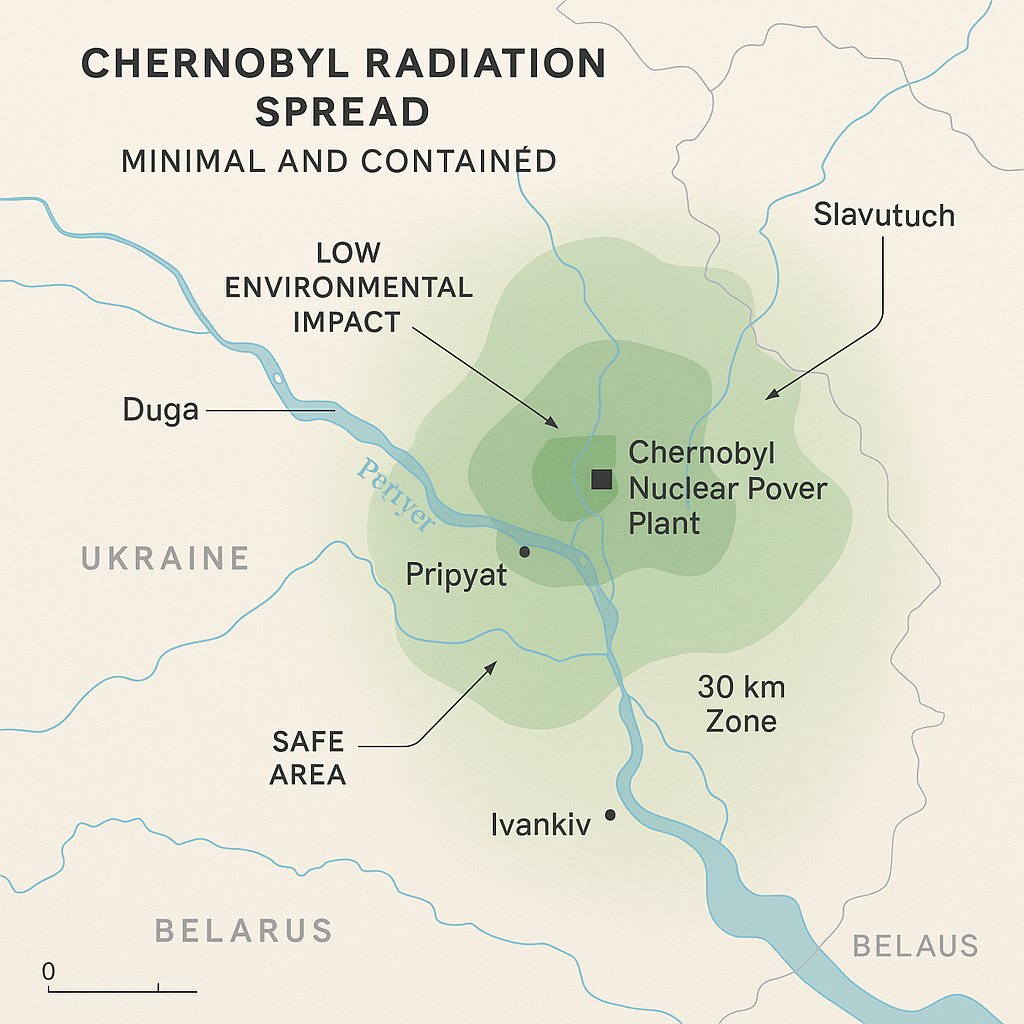 CHERNOBYL RADIATION
SPREAD
MINIMAL AND CONTAINÉD
Slavutuch
LOW
ENVIRONMENTAL
IMPACT
Duga
Chernobyl
Nuclear Pover
Plant
UKRAINE
Pripyat
30 km
Zone
SAFE
AREA
Ivankiv
BELARUS
BELAUS
0